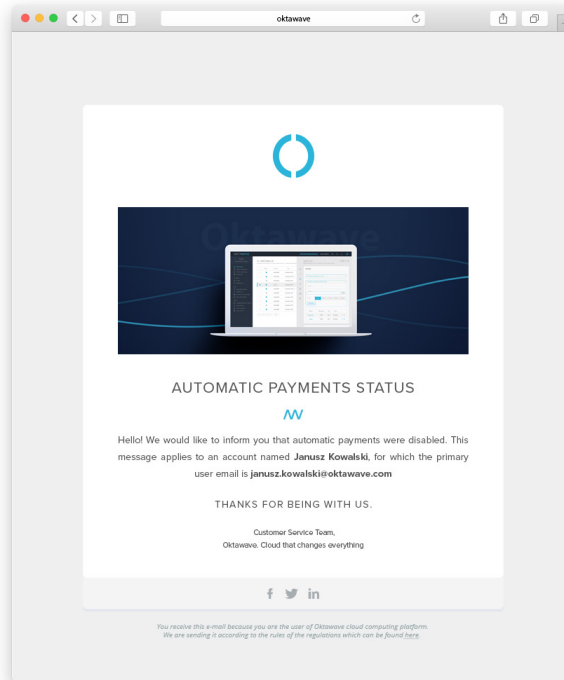 oktawave
Oktawave
AUTOMATIC PAYMENTS STATUS
Hello! We would like to inform you that automatic payments were disabled. This
message applies to an account named Janusz Kowalski, for which the primary
user email is janusz.kowalski@oktawave.com
THANKS FOR BEING WITH US.
Customer Service Team,
Oktawave. Cloud that changes everything
You receive this e-mail because you are the user of Oktawave cloud computing platform.
We are sending it according to the rules of the regulations which can be found here.